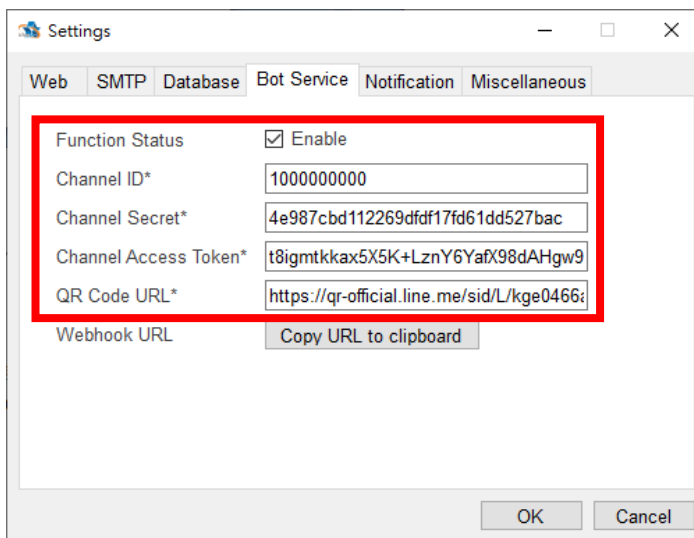 Settings
Web SMTP Database Bot Service Notification Miscellaneous
Function Status Enable
Channel ID* 1000000000
Channel Secret* 4e987cbd112269dfdf17fd61dd527bac
Channel Access Token* t8igmtkkax5X5K+LznY6YafX98dAHgw9
QR Code URL* https://qr-official.line.me/sid/L/kge0466a
Webhook URL Copy URL to clipboard
OK Cancel